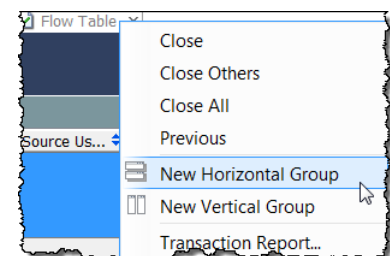 Flow Table
Close
Close Others
Close All
Source Us...
Previous
New Horizontal Group
New Vertical Group
Transaction Report...